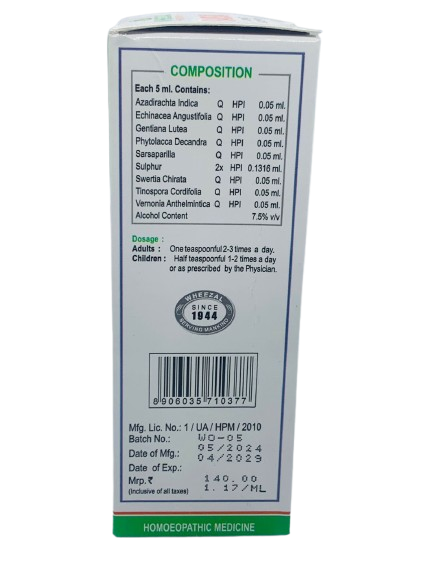 COMPOSITION
Each 5 ml. Contains:
Azadirachta Indica Q HPI 0.05 ml.
Echinacea Angustifolia Q HPI 0.05 ml.
Gentiana Lutea Q HPI 0.05 ml.
Phytolacca Decandra Q HPI 0.05 ml.
Sarsaparilla Q HPI 0.05 ml.
Sulphur 2x HPI 0.1316 ml.
Swertia Chirata Q HPI 0.05 ml.
Tinospora Cordifolia Q HPI 0.05 ml.
Vernonia Anthelmintica Q HPI 0.05 ml.
Alcohol Content 7.5% v/v
Dosage :
Adults : One teaspoonful 2-3 times a day.
Children : Half teaspoonful 1-2 times a day
or as prescribed by the Physician.
WHEEZAL
SINCE
1944
SERVING MANKIND
8906035710377
Mfg. Lic. No.: 1 / UA / HPM / 2010
Batch No.: WO-05
Date of Mfg.: 05/2024
Date of Exp.: 04/2029
Mrp. ₹ 140.00
(inclusive of all taxes) 1.17/ML
HOMOEOPATHIC MEDICINE